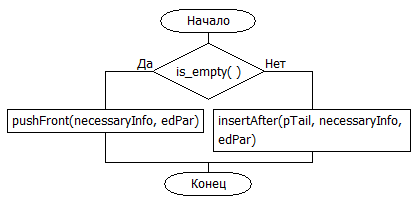 Начало
Да
is_empty( )
Нет
pushFront(necessaryInfo, edPar)
insertAfter(pTail, necessaryInfo,
edPar)
Конец